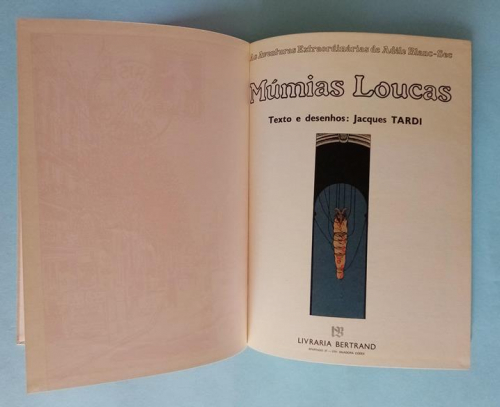 As Aventuras Extraordinárias de Adèle Blanc-Sec
Múmias Loucas
Texto e desenhos: Jacques TARDI
LIVRARIA BERTRAND